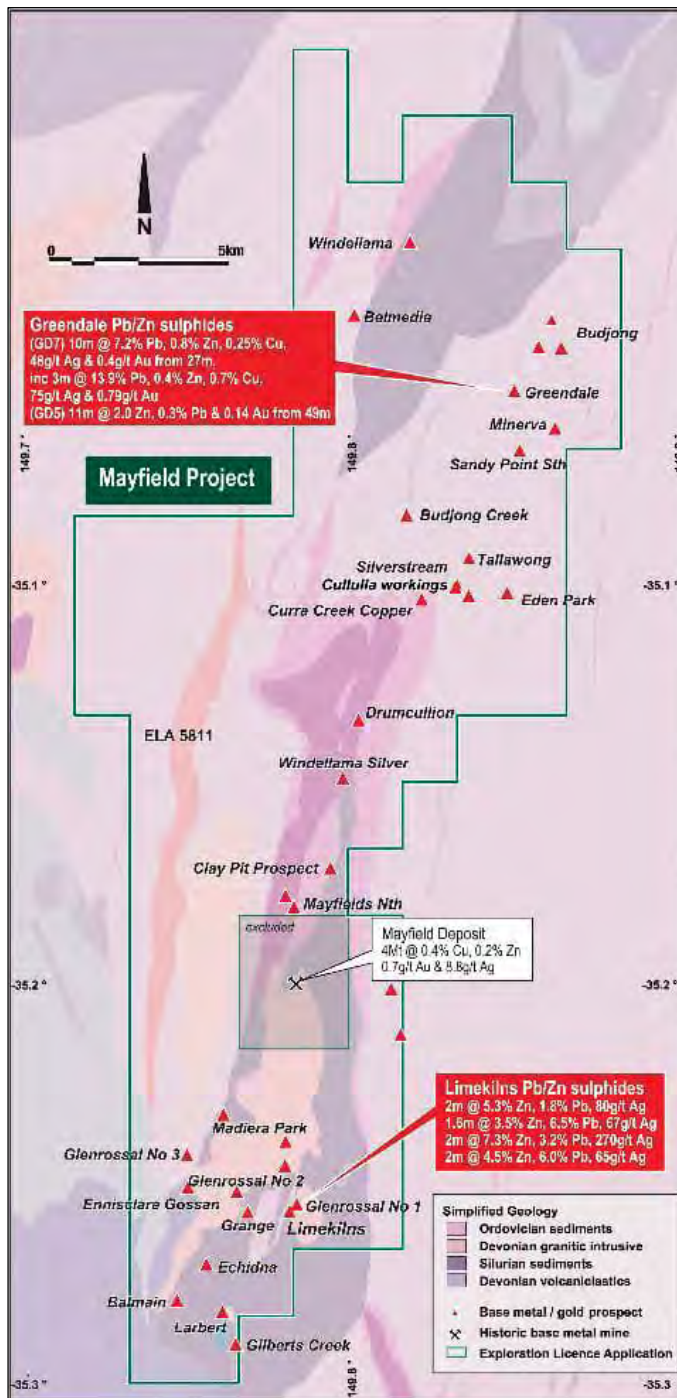 N
0
5km
Windellama
Betmedie
Greendale Pb/Zn sulphides
(GD7) 10m @ 7.2% Pb, 0.8% Zn, 0.25% Cu,
48g/t Ag & 0.4g/t Au from 27m,
inc 3m @ 13.9% Pb, 0.4% Zn, 0.7% Cu,
75g/t Ag & 0.79g/t Au
(GD5) 11m @ 2.0 Zn, 0.3% Pb & 0.14 Au from 49m
Budjong
Greendale
Minerva
Sandy Point Sth
149.7
149.8
Mayfield Project
Budjong Creek
Tallawong
Silverstream
Cullulla workings
Eden Park
Curra Creek Copper
-35.1 °
-35.1 °
Drumcullion
ELA 5811
Windellama Silver
Clay Pit Prospect
Mayfields Nth
excluded
Mayfield Deposit
4Mt @ 0.4% Cu, 0.2% Zn
0.7g/t Au & 8.8g/t Ag
-35.2 °
-35.2 °
Limekilns Pb/Zn sulphides
2m @ 5.3% Zn, 1.8% Pb, 80g/t Ag
1.6m @ 3.5% Zn, 6.5% Pb, 67g/t Ag
2m @ 7.3% Zn, 3.2% Pb, 270g/t Ag
2m @ 4.5% Zn, 6.0% Pb, 65g/t Ag
Madiera Park
Glenrossal No 3
Glenrossal No 2
Ennisclare Gossan
Glenrossal No 1
Grange
Limekilns
Echidna
Balmain
Larbert
Gilberts Creek
Simplified Geology
Ordovician sediments
Devonian granitic intrusive
Silurian sediments
Devonian volcaniclastics
Base metal / gold prospect
Historic base metal mine
Exploration Licence Application
-35.3 °
149.8
-35.3